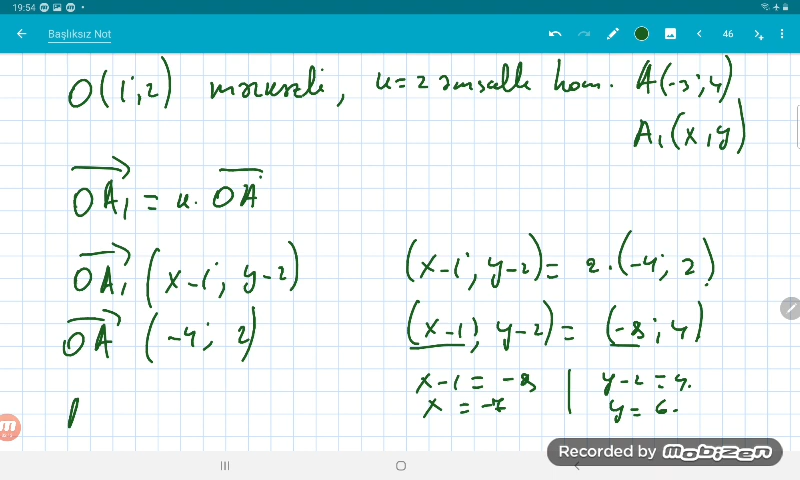 19:54
Başlıksız Not
46
O(1;2) mərkəzli, k=2 əmsallı hom. A(-3;4)
A₁(x,y)
OA₁ = k. OA
OA₁ (x-1; y-2)
(x-1; y-2) = 2.(-4; 2)
OA (-4; 2)
(x-1; y-2) = (-8; 4)
x-1 = -8 | y-2 = 4.
x = -7 | y = 6.
Recorded by mobizen